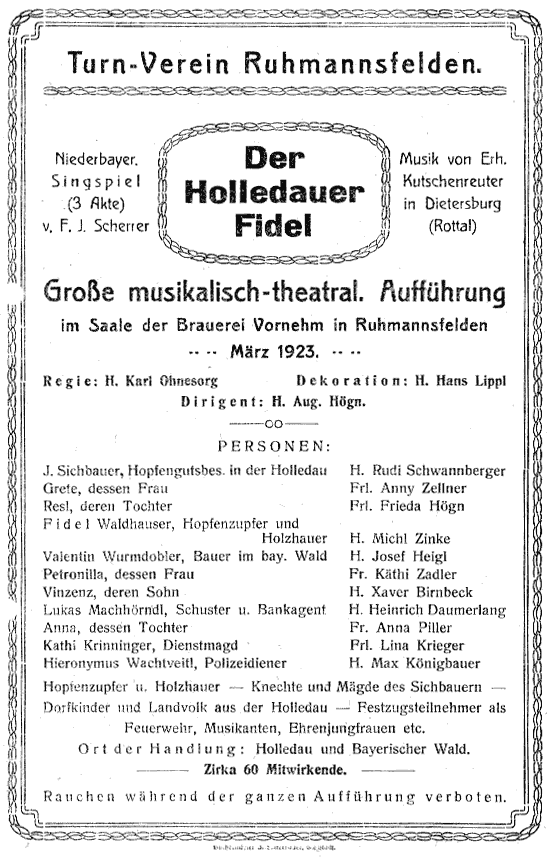 Turn-Verein Ruhmannsfelden.
Niederbayer.
Singspiel
(3 Akte)
v. F. J. Scherrer
Der
Holledauer
Fidel
Musik von Erh.
Kutschenreuter
in Dietersburg
(Rottal)
Große musikalisch-theatral. Aufführung
im Saale der Brauerei Vornehm in Ruhmannsfelden
-- -- März 1923. -- --
Regie: H. Karl Ohnesorg Dekoration: H. Hans Lippl
Dirigent: H. Aug. Högn.
PERSONEN:
J. Sichbauer, Hopfengutsbes. in der Holledau H. Rudi Schwannberger
Grete, dessen Frau Frl. Anny Zellner
Resl, deren Tochter Frl. Frieda Högn
Fidel Waldhauser, Hopfenzupfer und
Holzhauer H. Michl Zinke
Valentin Wurmdobler, Bauer im bay. Wald H. Josef Heigl
Petronilla, dessen Frau Fr. Käthi Zadler
Vinzenz, deren Sohn H. Xaver Birnbeck
Lukas Machhörndl, Schuster u. Bankagent H. Heinrich Daumerlang
Anna, dessen Tochter Fr. Anna Piller
Kathi Krinninger, Dienstmagd Frl. Lina Krieger
Hieronymus Wachtveitl, Polizeidiener H. Max Königbauer
Hopfenzupfer u. Holzhauer — Knechte und Mägde des Sichbauern —
Dorfkinder und Landvolk aus der Holledau — Festzugsteilnehmer als
Feuerwehr, Musikanten, Ehrenjungfrauen etc.
Ort der Handlung: Holledau und Bayerischer Wald.
Zirka 60 Mitwirkende.
Rauchen während der ganzen Aufführung verboten.